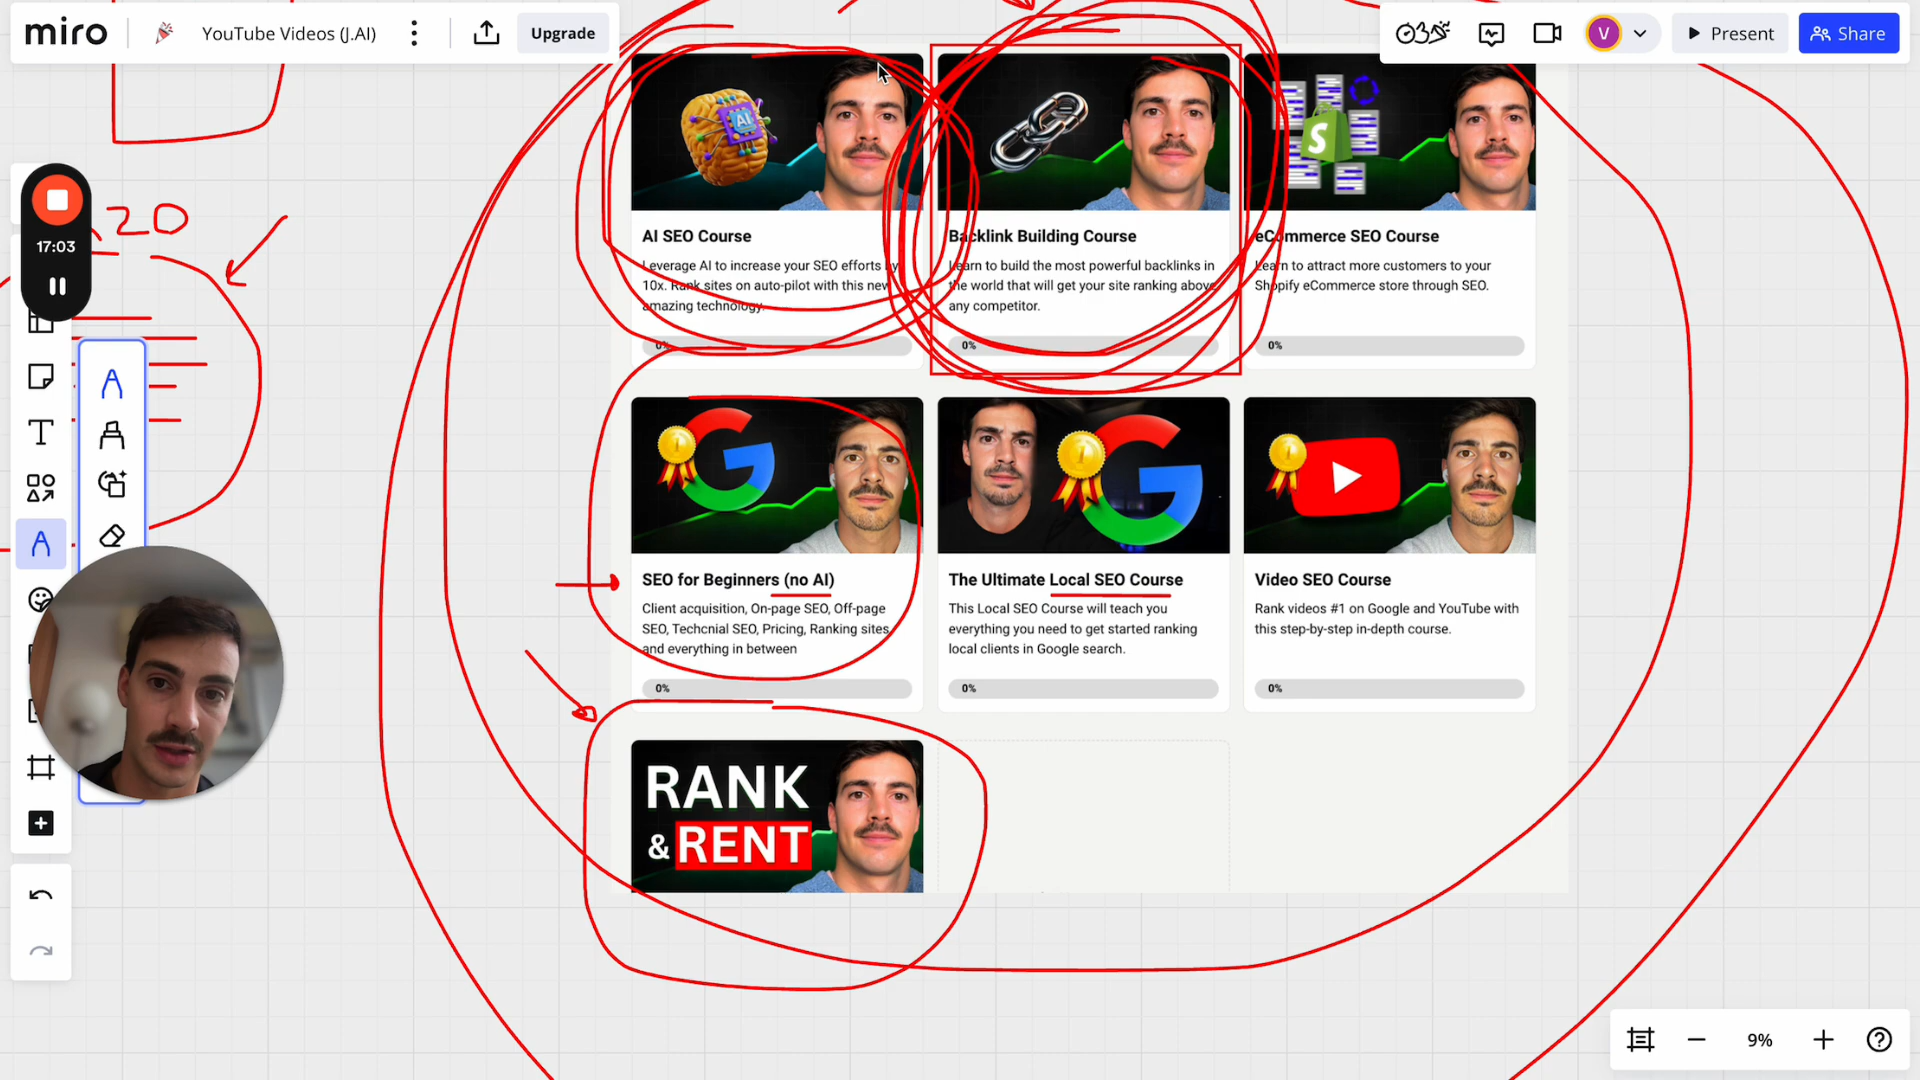 miro
YouTube Videos (J.AI)
Upgrade
V
Present
Share
20
17:03
AI
S
AI SEO Course
Leverage AI to increase your SEO efforts by
10x. Rank sites on auto-pilot with this new
amazing technology.
0%
Backlink Building Course
Learn to build the most powerful backlinks in
the world that will get your site ranking above
any competitor.
0%
eCommerce SEO Course
Learn to attract more customers to your
Shopify eCommerce store through SEO.
0%
1
G
1
G
1
SEO for Beginners (no AI)
Client acquisition, On-page SEO, Off-page
SEO, Techcnial SEO, Pricing, Ranking sites
and everything in between
0%
The Ultimate Local SEO Course
This Local SEO Course will teach you
everything you need to get started ranking
local clients in Google search.
0%
Video SEO Course
Rank videos #1 on Google and YouTube with
this step-by-step in-depth course.
0%
RANK
& RENT
9%